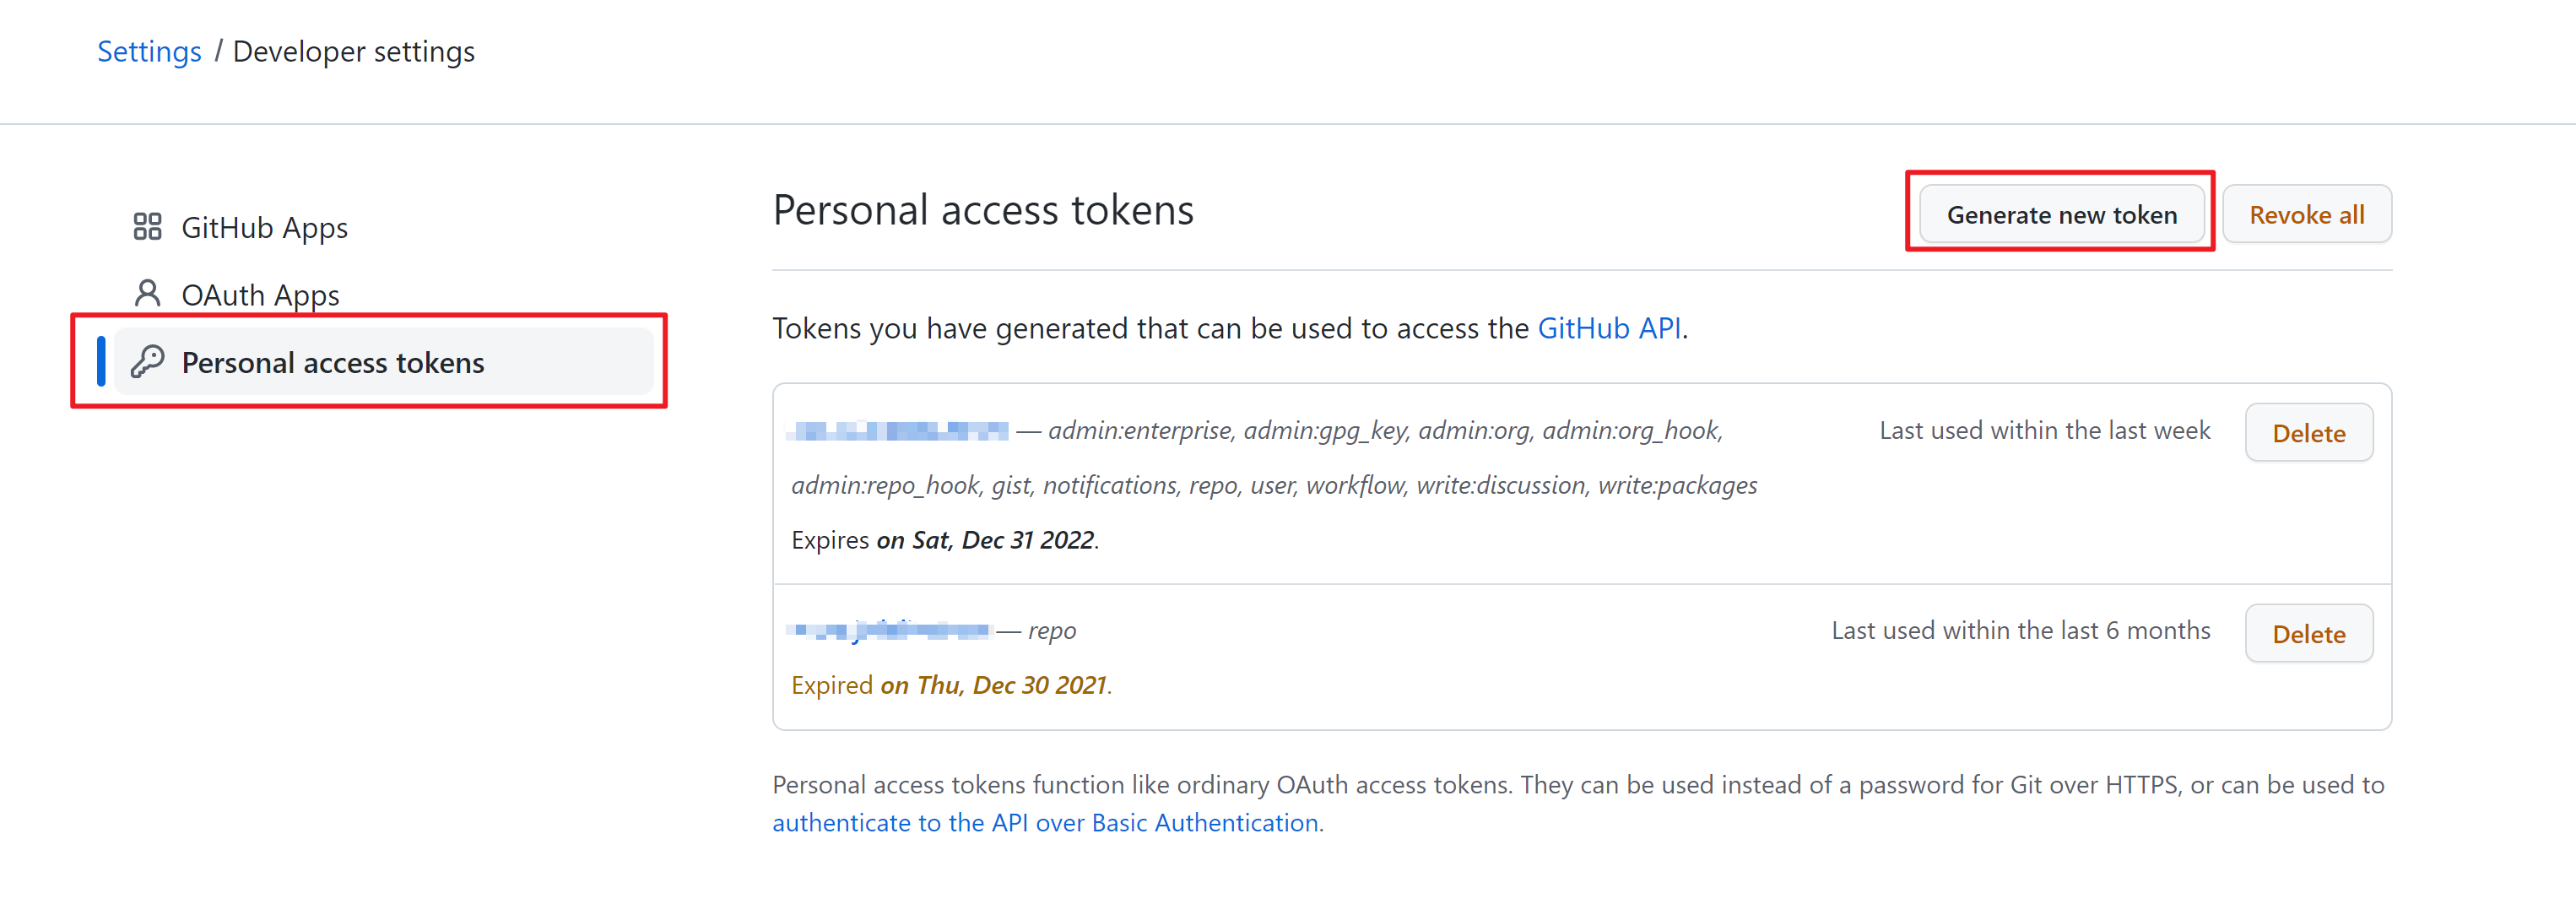 Settings / Developer settings
GitHub Apps
OAuth Apps
Personal access tokens
Personal access tokens
Generate new token
Revoke all
Tokens you have generated that can be used to access the GitHub API.
— admin:enterprise, admin:gpg_key, admin:org, admin:org_hook,
admin:repo_hook, gist, notifications, repo, user, workflow, write:discussion, write:packages
Last used within the last week
Delete
Expires on Sat, Dec 31 2022.
— repo
Last used within the last 6 months
Delete
Expired on Thu, Dec 30 2021.
Personal access tokens function like ordinary OAuth access tokens. They can be used instead of a password for Git over HTTPS, or can be used to
authenticate to the API over Basic Authentication.